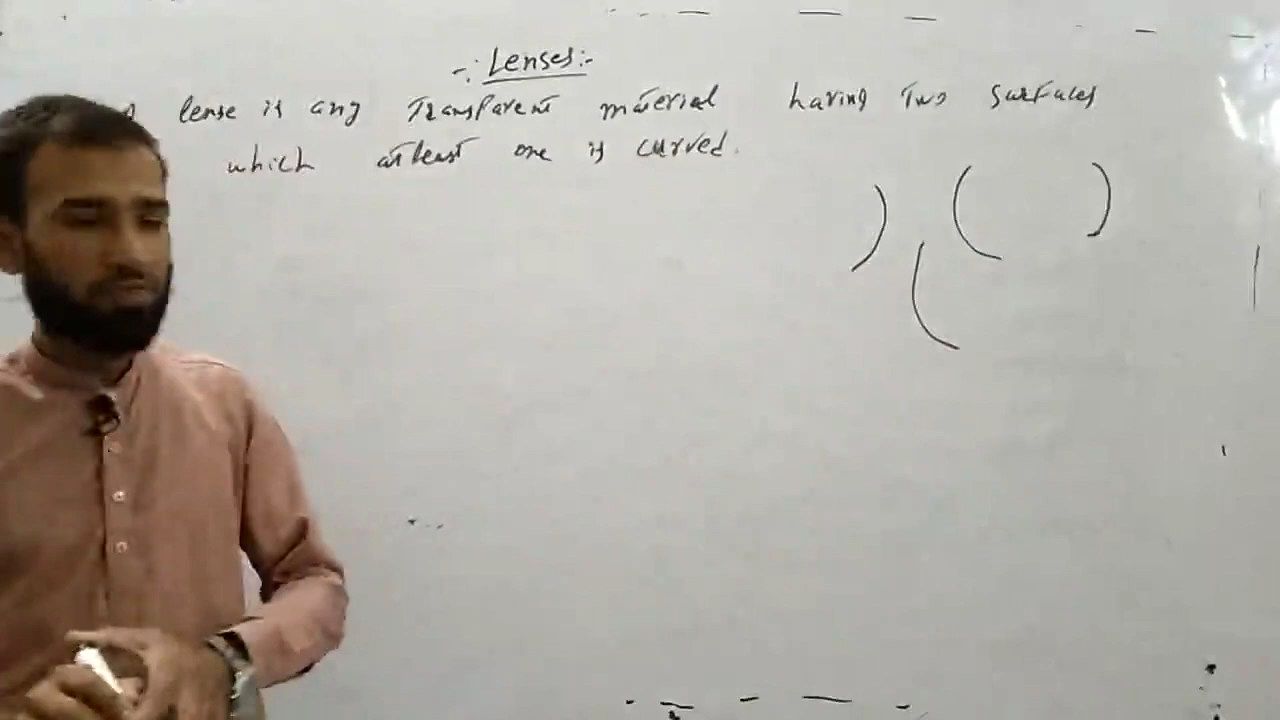 -: Lenses:-
A lense is any Transparent material having Two surfaces
which atleast one is curved.